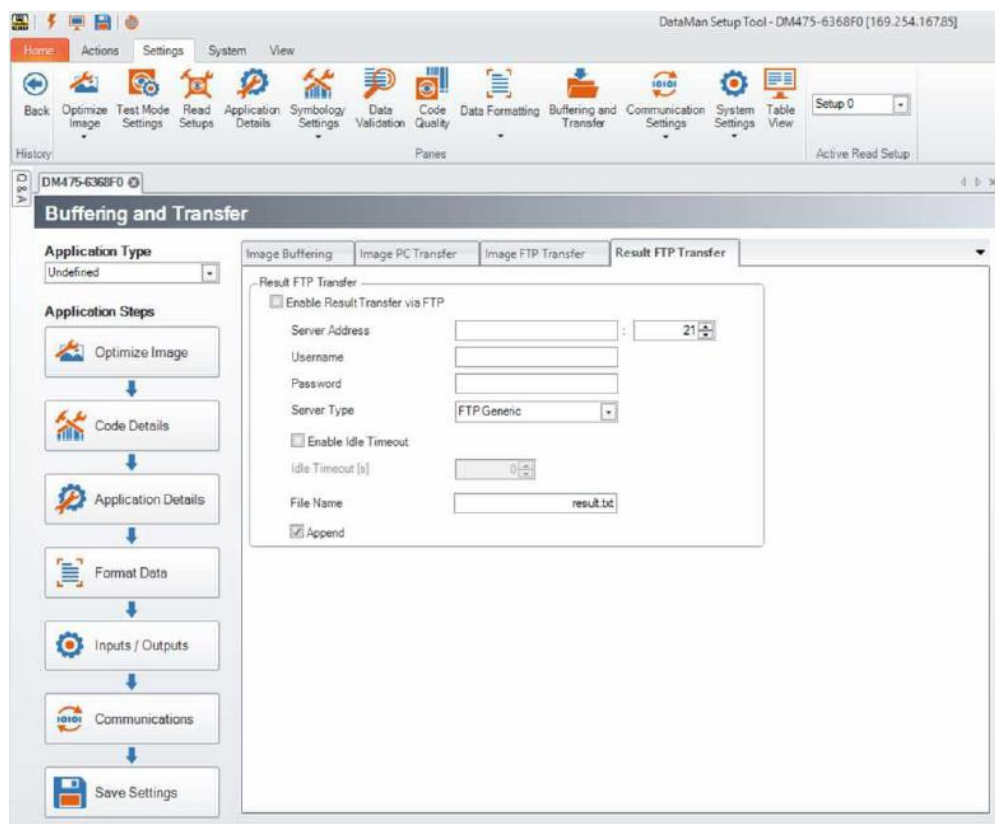 DataMan Setup Tool - DM475-6368F0 [169.254.167.85]
Home Actions Settings System View
Back Optimize Image Test Mode Settings Read Setups Application Details Symbology Settings Data Validation Code Quality Data Formatting Buffering and Transfer Communication Settings System Settings Table View Setup 0
History Panes Active Read Setup
Q & A
DM475-6368F0
Buffering and Transfer
Application Type
Undefined
Application Steps
Optimize Image
Code Details
Application Details
Format Data
Inputs / Outputs
Communications
Save Settings
Image Buffering Image PC Transfer Image FTP Transfer Result FTP Transfer
Result FTP Transfer
Enable Result Transfer via FTP
Server Address : 21
Username
Password
Server Type FTP Generic
Enable Idle Timeout
Idle Timeout [s] 0
File Name result.txt
Append